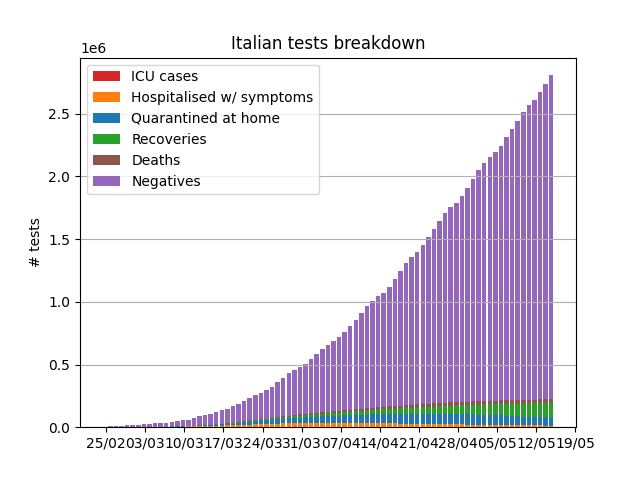 Italian tests breakdown
1e6
ICU cases
Hospitalised w/ symptoms
Quarantined at home
Recoveries
Deaths
Negatives
2.5
2.0
1.5
1.0
0.5
0.0
# tests
25/02 03/03 10/03 17/03 24/03 31/03 07/04 14/04 21/04 28/04 05/05 12/05 19/05